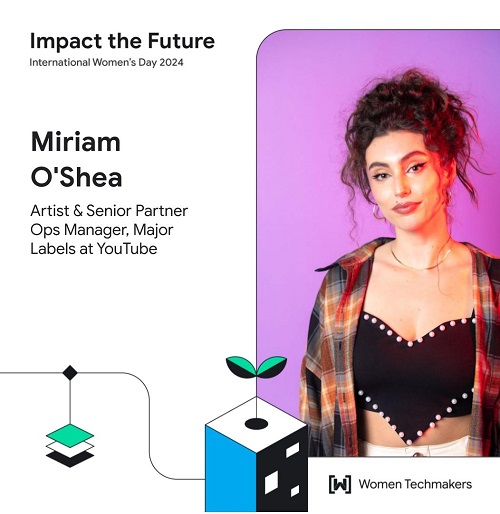 Impact the Future
International Women's Day 2024
Miriam
O'Shea
Artist & Senior Partner
Ops Manager, Major
Labels at YouTube
[W] Women Techmakers